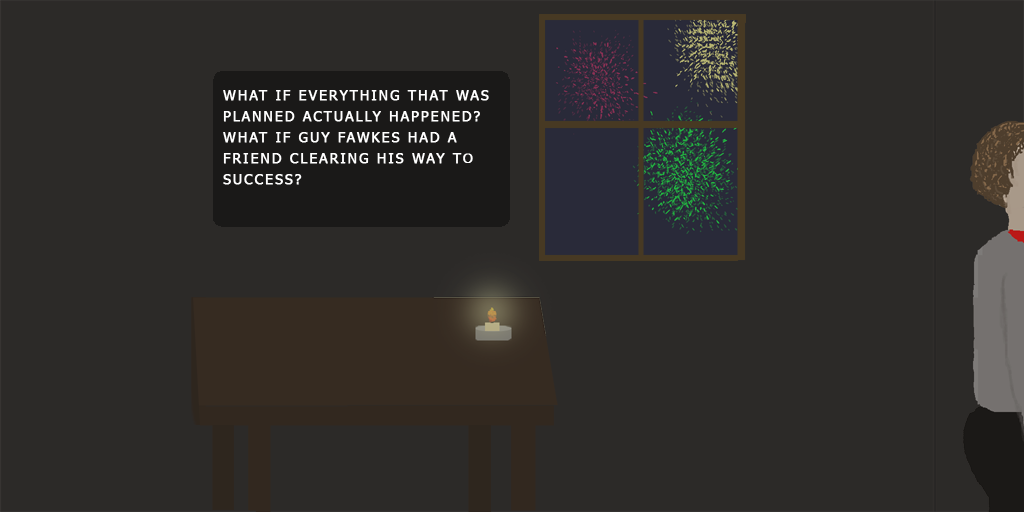 WHAT IF EVERYTHING THAT WAS
PLANNED ACTUALLY HAPPENED?
WHAT IF GUY FAWKES HAD A
FRIEND CLEARING HIS WAY TO
SUCCESS?